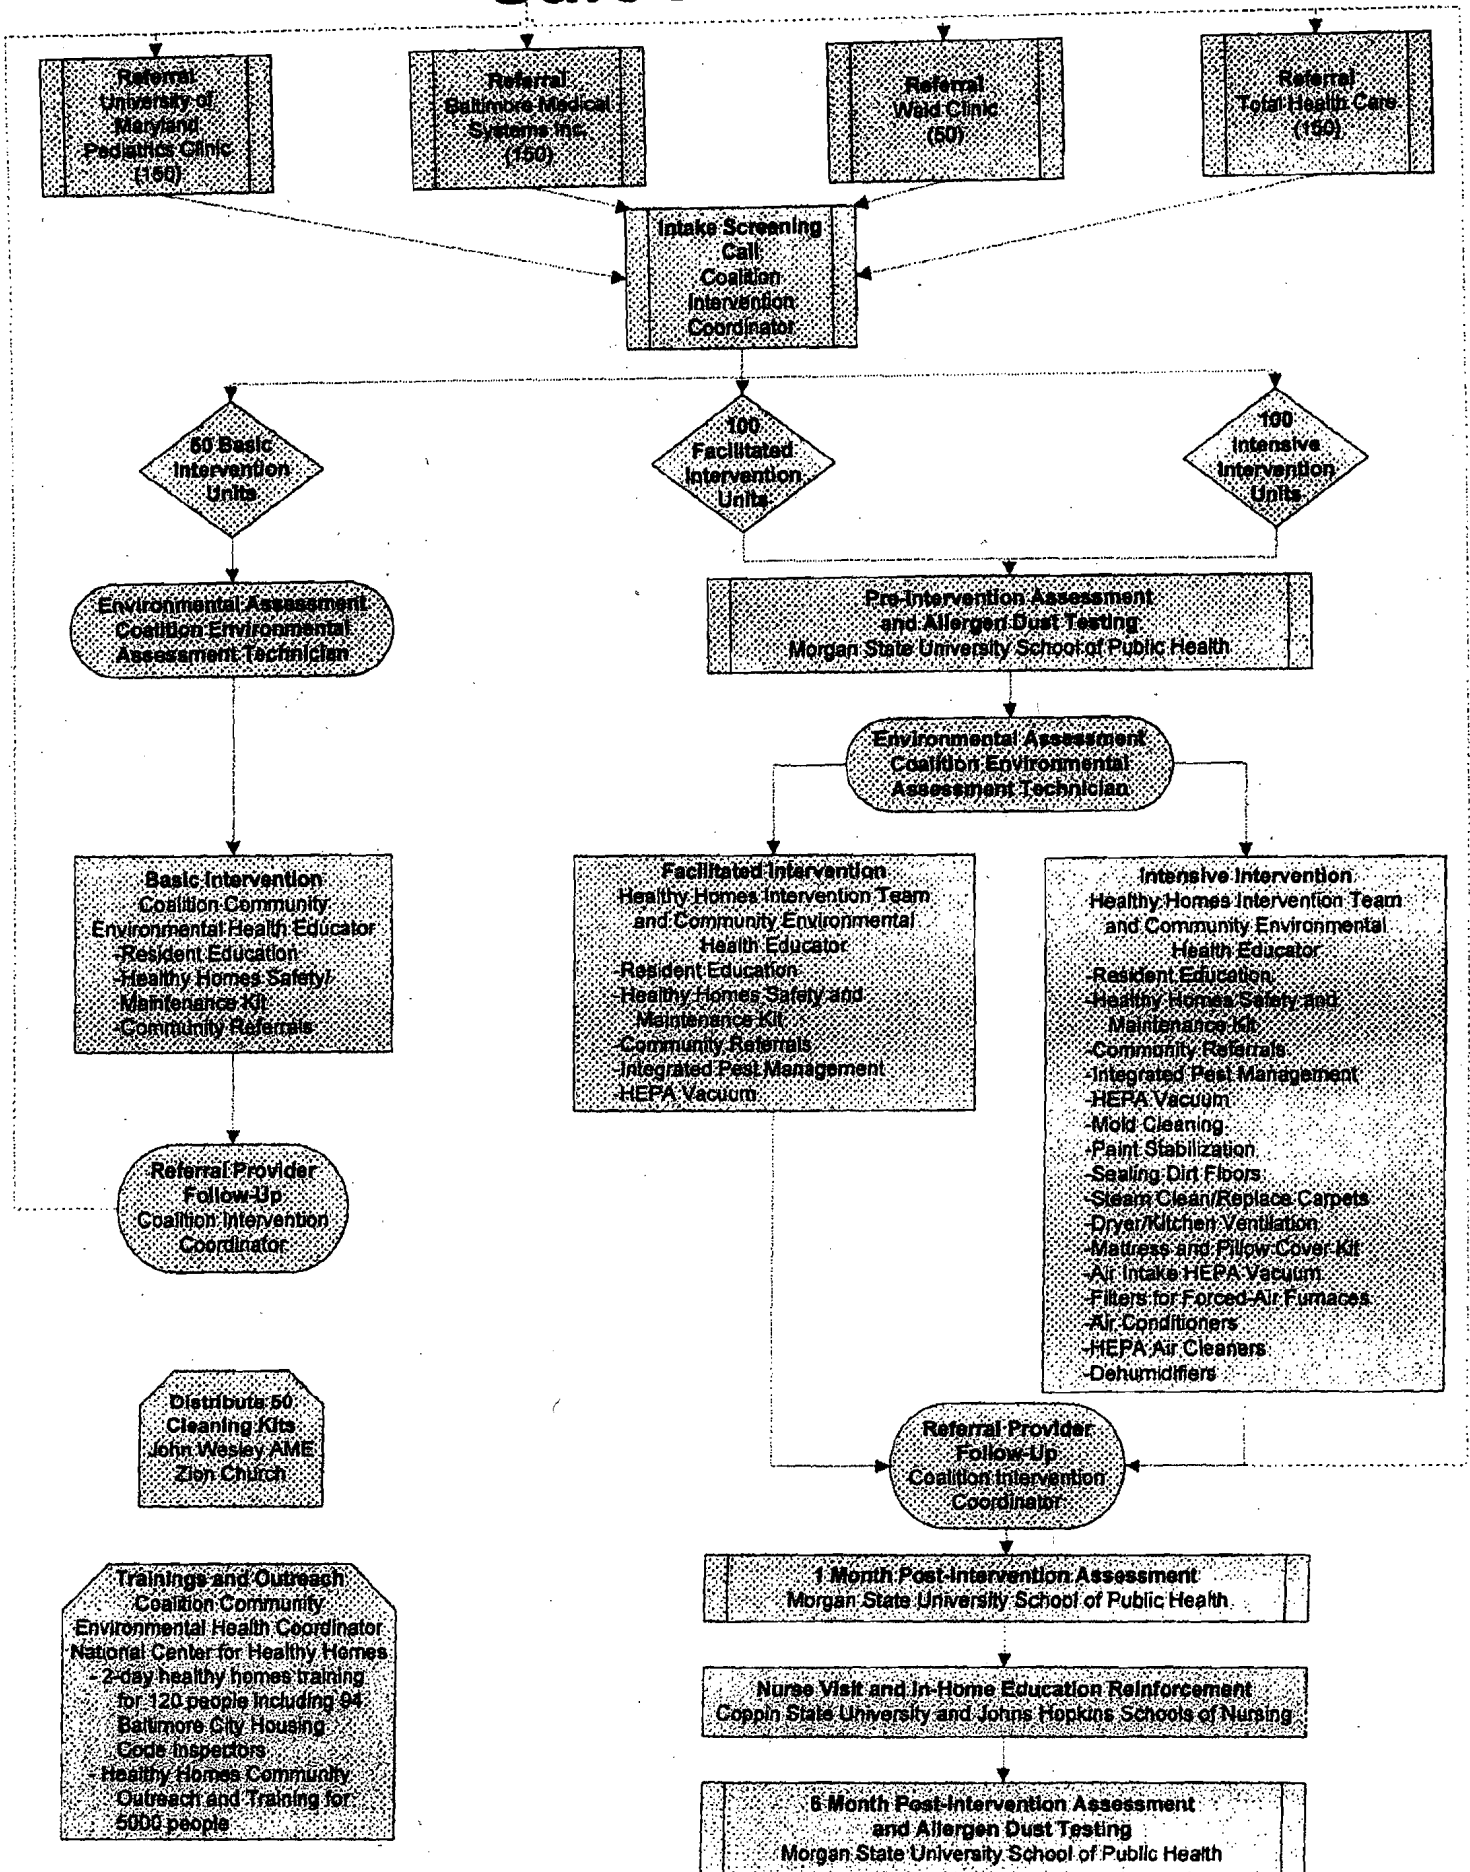 Referral
University of
Maryland
Pediatrics Clinic
(150)
Referral
Baltimore Medical
Systems Inc.
(150)
Referral
Wald Clinic
(50)
Referral
Total Health Care
(150)
Intake Screening
Call
Coalition
Intervention
Coordinator
50 Basic
Intervention
Units
100
Facilitated
Intervention
Units
100
Intensive
Intervention
Units
Environmental Assessment
Coalition Environmental
Assessment Technician
Pre-Intervention Assessment
and Allergen Dust Testing
Morgan State University School of Public Health
Environmental Assessment
Coalition Environmental
Assessment Technician
Basic Intervention
Coalition Community
Environmental Health Educator
-Resident Education
-Healthy Homes Safety/
Maintenance Kit
-Community Referrals
Facilitated Intervention
Healthy Homes Intervention Team
and Community Environmental
Health Educator
-Resident Education
-Healthy Homes Safety and
Maintenance Kit
-Community Referrals
-Integrated Pest Management
-HEPA Vacuum
Intensive Intervention
Healthy Homes Intervention Team
and Community Environmental
Health Educator
-Resident Education
-Healthy Homes Safety and
Maintenance Kit
-Community Referrals
-Integrated Pest Management
-HEPA Vacuum
-Mold Cleaning
-Paint Stabilization
-Sealing Dirt Floors
-Steam Clean/Replace Carpets
-Dryer/Kitchen Ventilation
-Mattress and Pillow Cover Kit
-Air Intake HEPA Vacuum
-Filters for Forced-Air Furnaces
-Air Conditioners
-HEPA Air Cleaners
-Dehumidifiers
Referral Provider
Follow-Up
Coalition Intervention
Coordinator
Distribute 50
Cleaning Kits
John Wesley AME
Zion Church
Referral Provider
Follow-Up
Coalition Intervention
Coordinator
Trainings and Outreach
Coalition Community
Environmental Health Coordinator
National Center for Healthy Homes
- 2-day healthy homes training
for 120 people including 94
Baltimore City Housing
Code Inspectors
- Healthy Homes Community
Outreach and Training for
5000 people
1 Month Post-Intervention Assessment
Morgan State University School of Public Health
Nurse Visit and In-Home Education Reinforcement
Coppin State University and Johns Hopkins Schools of Nursing
6 Month Post-Intervention Assessment
and Allergen Dust Testing
Morgan State University School of Public Health